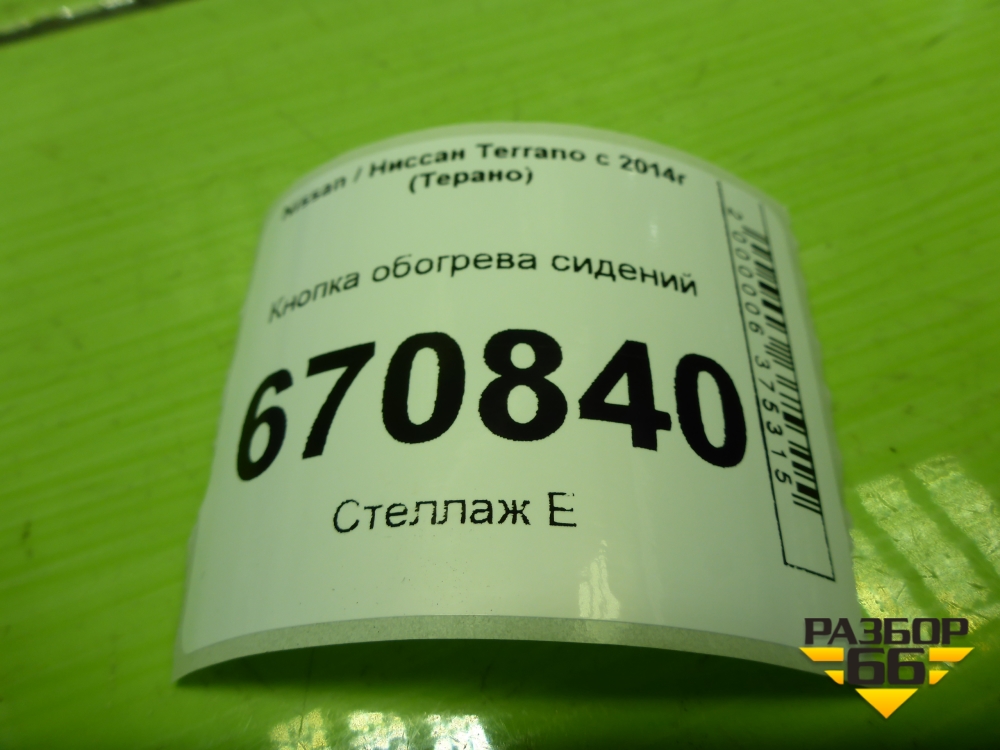 Nissan / Ниссан Terrano с 2014г
(Терано)
Кнопка обогрева сидений
670840
Стеллаж Е
2000006375315
РАЗБОР
66